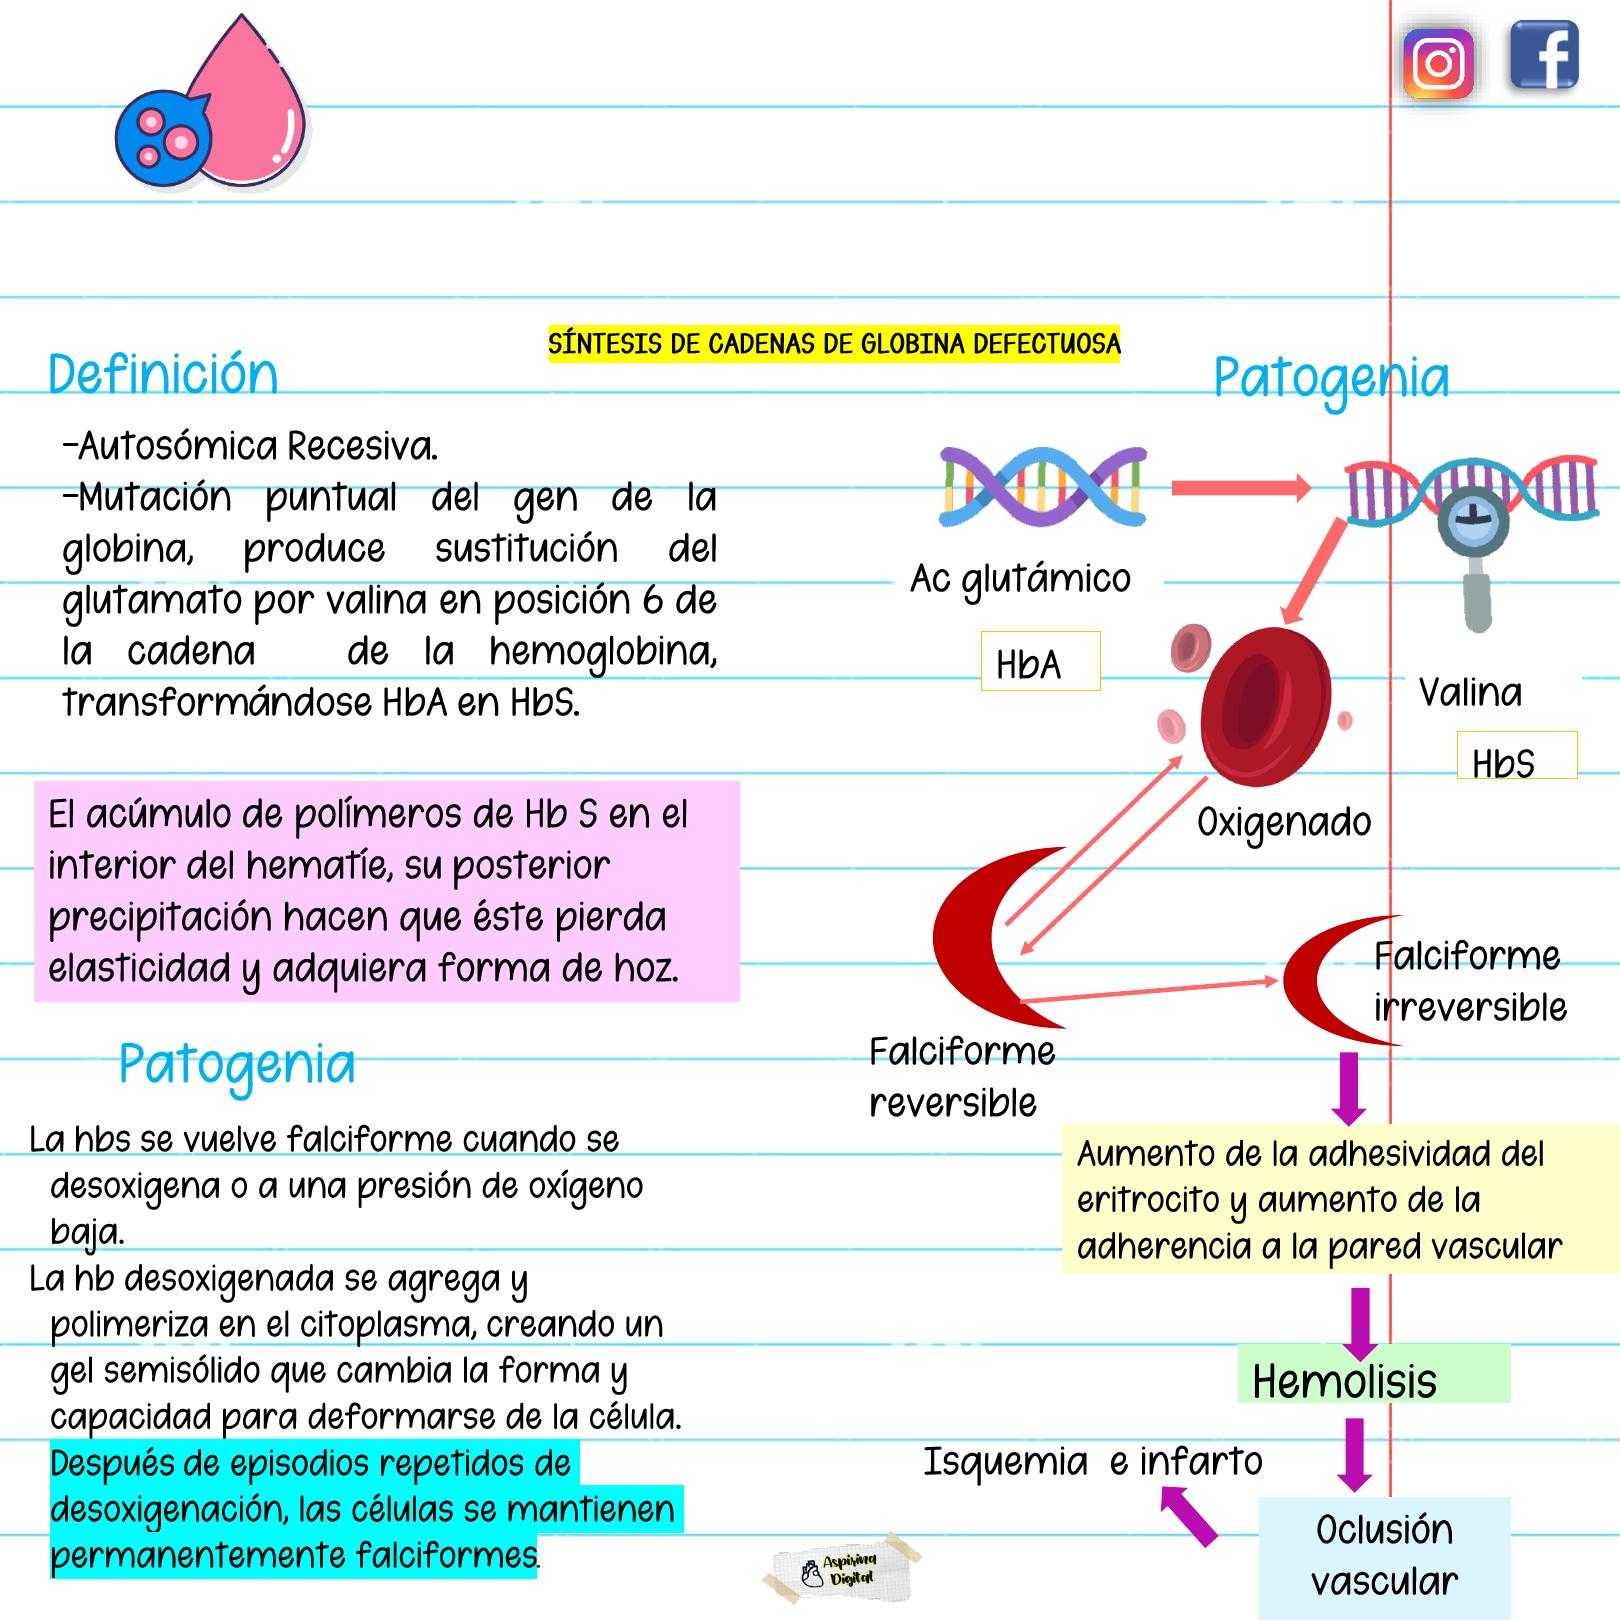 SÍNTESIS DE CADENAS DE GLOBINA DEFECTUOSA
Definición
-Autosómica Recesiva.
-Mutación puntual del gen de la
globina, produce sustitución del
glutamato por valina en posición 6 de
la cadena de la hemoglobina,
transformándose HbA en HbS.
El acúmulo de polímeros de Hb S en el
interior del hematíe, su posterior
precipitación hacen que éste pierda
elasticidad y adquiera forma de hoz.
Patogenia
La hbs se vuelve falciforme cuando se
desoxigena o a una presión de oxígeno
baja.
La hb desoxigenada se agrega y
polimeriza en el citoplasma, creando un
gel semisólido que cambia la forma y
capacidad para deformarse de la célula.
Después de episodios repetidos de
desoxigenación, las células se mantienen
permanentemente falciformes.
Patogenia
Ac glutámico
HbA
Valina
HbS
Oxigenado
Falciforme
reversible
Falciforme
irreversible
Aumento de la adhesividad del
eritrocito y aumento de la
adherencia a la pared vascular
Hemolisis
Isquemia e infarto
Oclusión
vascular
Aspirina
Digital